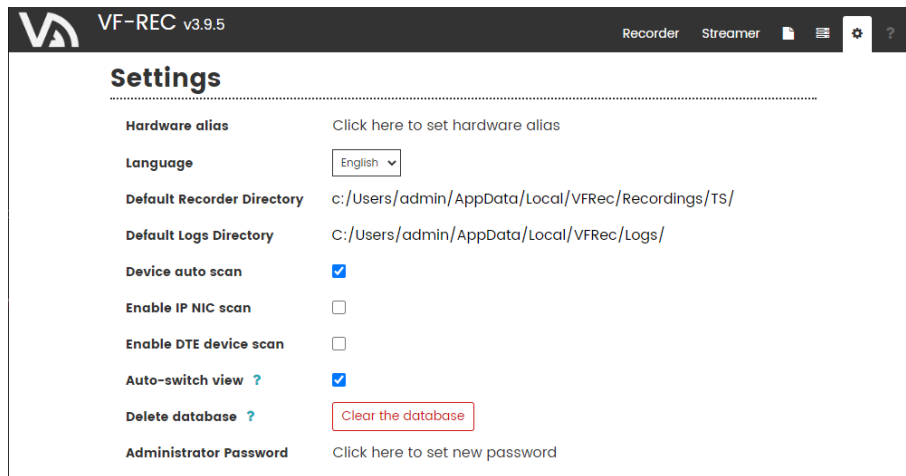 VF-REC v3.9.5
Recorder Streamer ?
Settings
Hardware alias Click here to set hardware alias
Language English
Default Recorder Directory c:/Users/admin/AppData/Local/VFRec/Recordings/TS/
Default Logs Directory C:/Users/admin/AppData/Local/VFRec/Logs/
Device auto scan
Enable IP NIC scan
Enable DTE device scan
Auto-switch view ?
Delete database ? Clear the database
Administrator Password Click here to set new password